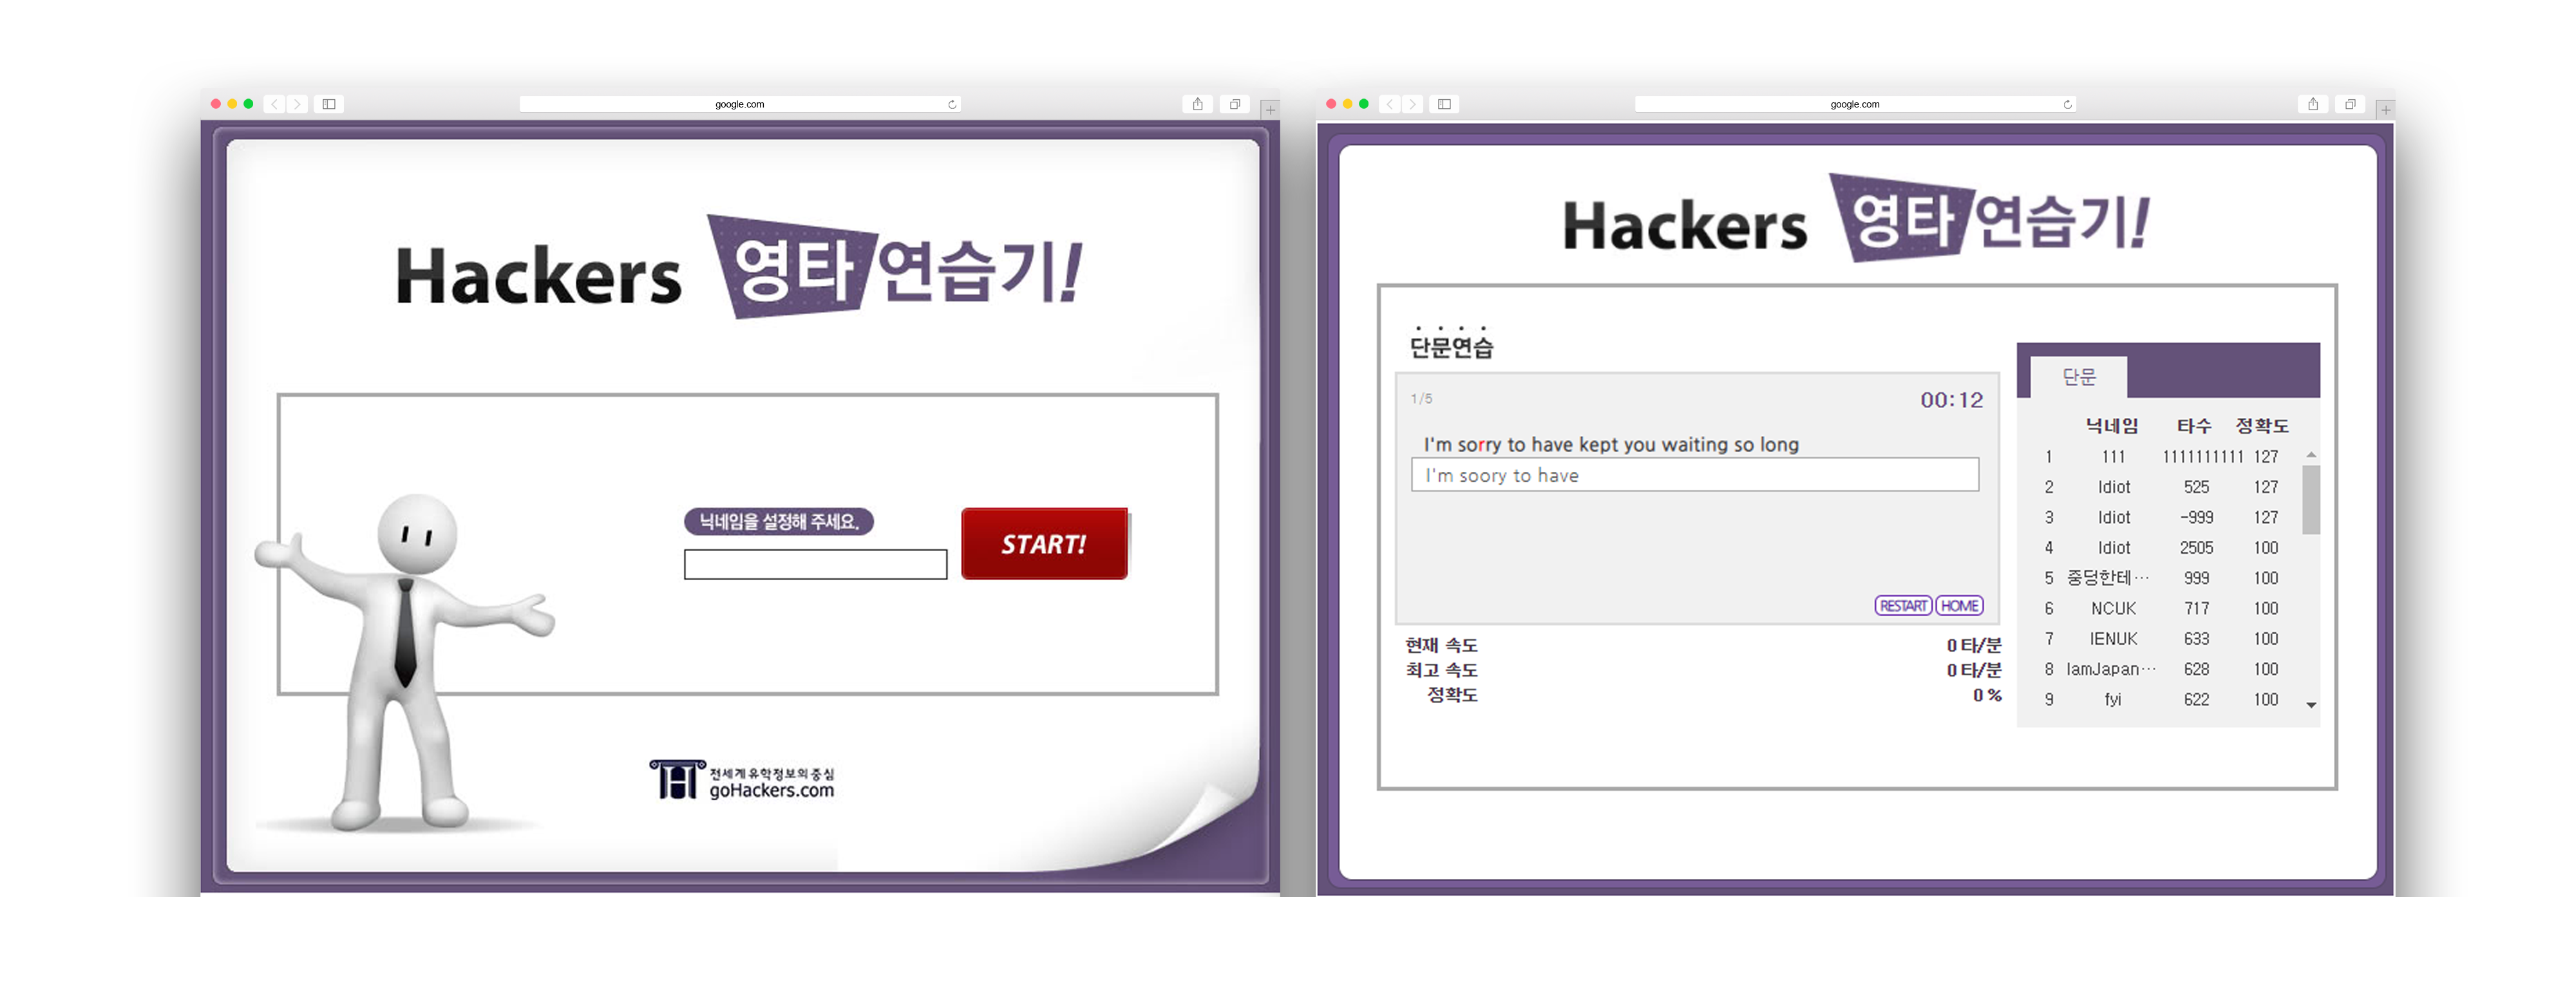 google.com
Hackers 영타 연습기!
닉네임을 설정해 주세요.
START!
전세계 유학정보의 중심
goHackers.com
google.com
Hackers 영타 연습기!
단문연습
1/5 00:12
I'm sorry to have kept you waiting so long
I'm soory to have
RESTART HOME
현재 속도 0 타/분
최고 속도 0 타/분
정확도 0 %
단문
닉네임 타수 정확도
1 111 1111111111 127
2 Idiot 525 127
3 Idiot -999 127
4 Idiot 2505 100
5 중덩한테… 999 100
6 NCUK 717 100
7 IENUK 633 100
8 IamJapan… 628 100
9 fyi 622 100